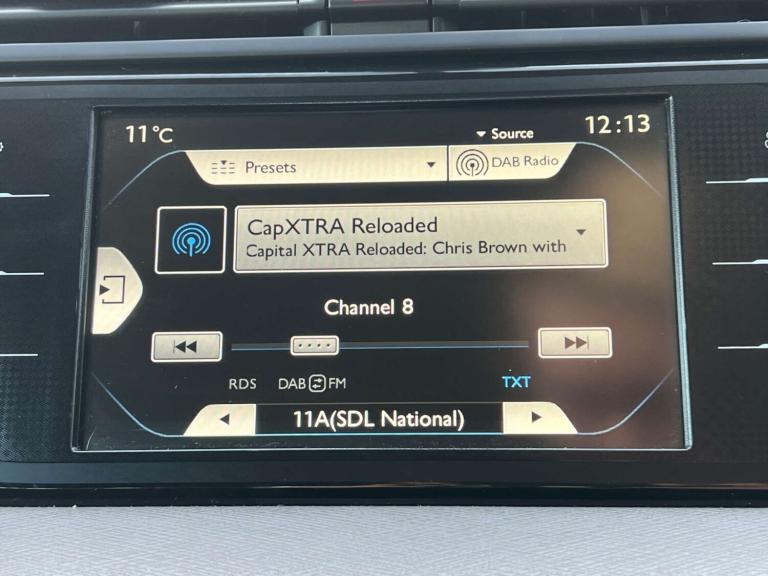 11°C
Source
12:13
Presets
DAB Radio
CapXTRA Reloaded
Capital XTRA Reloaded: Chris Brown with
Channel 8
RDS DAB FM TXT
11A(SDL National)